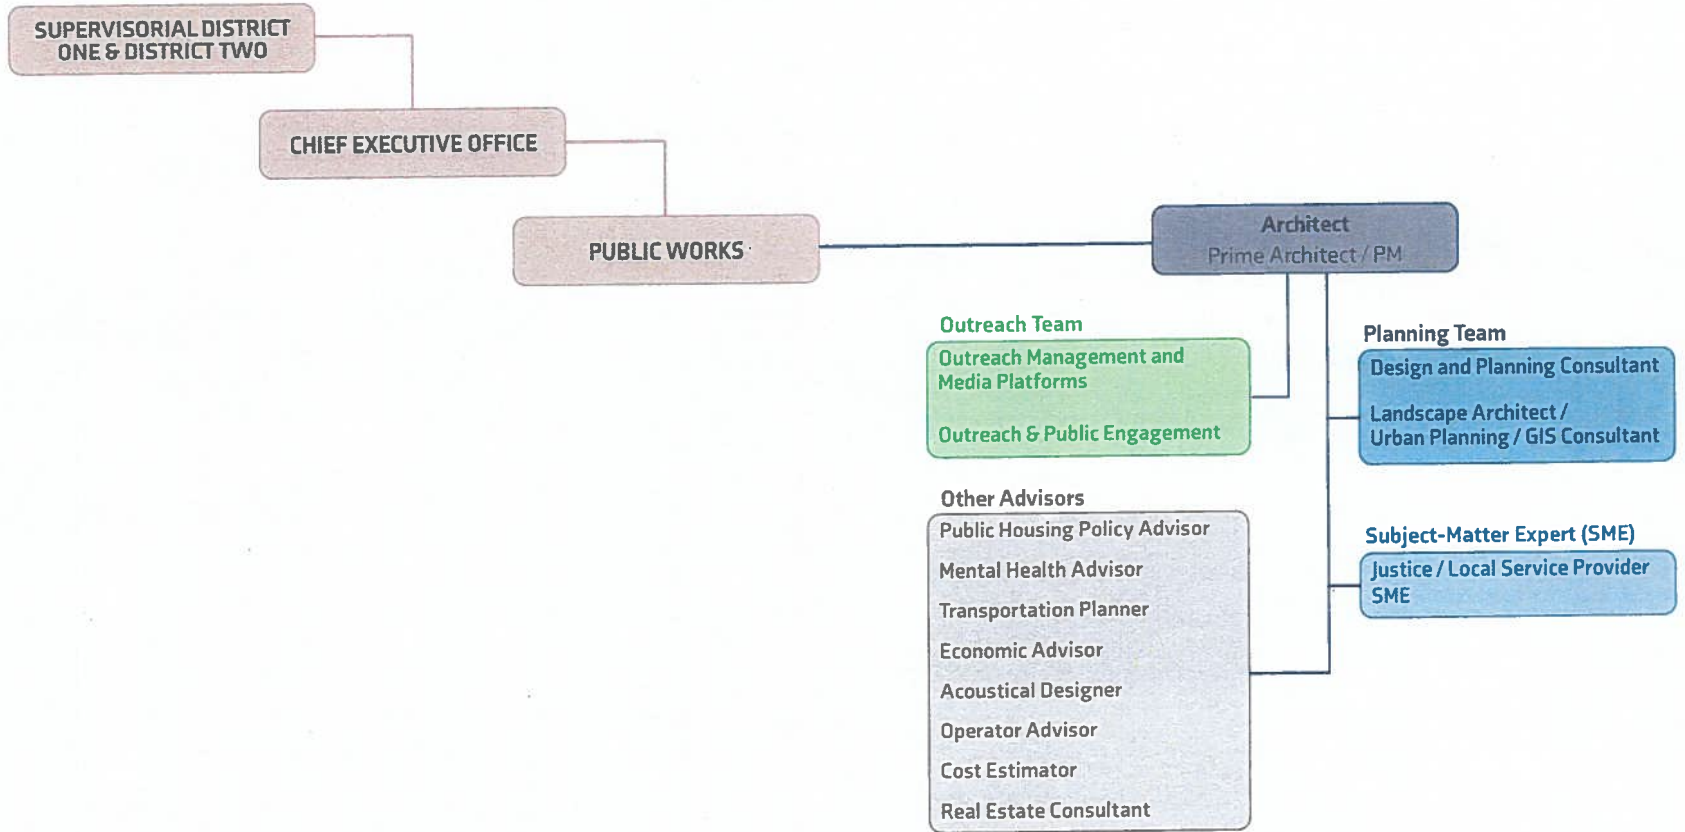 SUPERVISORIAL DISTRICT
ONE & DISTRICT TWO
CHIEF EXECUTIVE OFFICE
PUBLIC WORKS
Architect
Prime Architect / PM
Outreach Team
Outreach Management and
Media Platforms
Outreach & Public Engagement
Planning Team
Design and Planning Consultant
Landscape Architect /
Urban Planning / GIS Consultant
Other Advisors
Public Housing Policy Advisor
Mental Health Advisor
Transportation Planner
Economic Advisor
Acoustical Designer
Operator Advisor
Cost Estimator
Real Estate Consultant
Subject-Matter Expert (SME)
Justice / Local Service Provider
SME